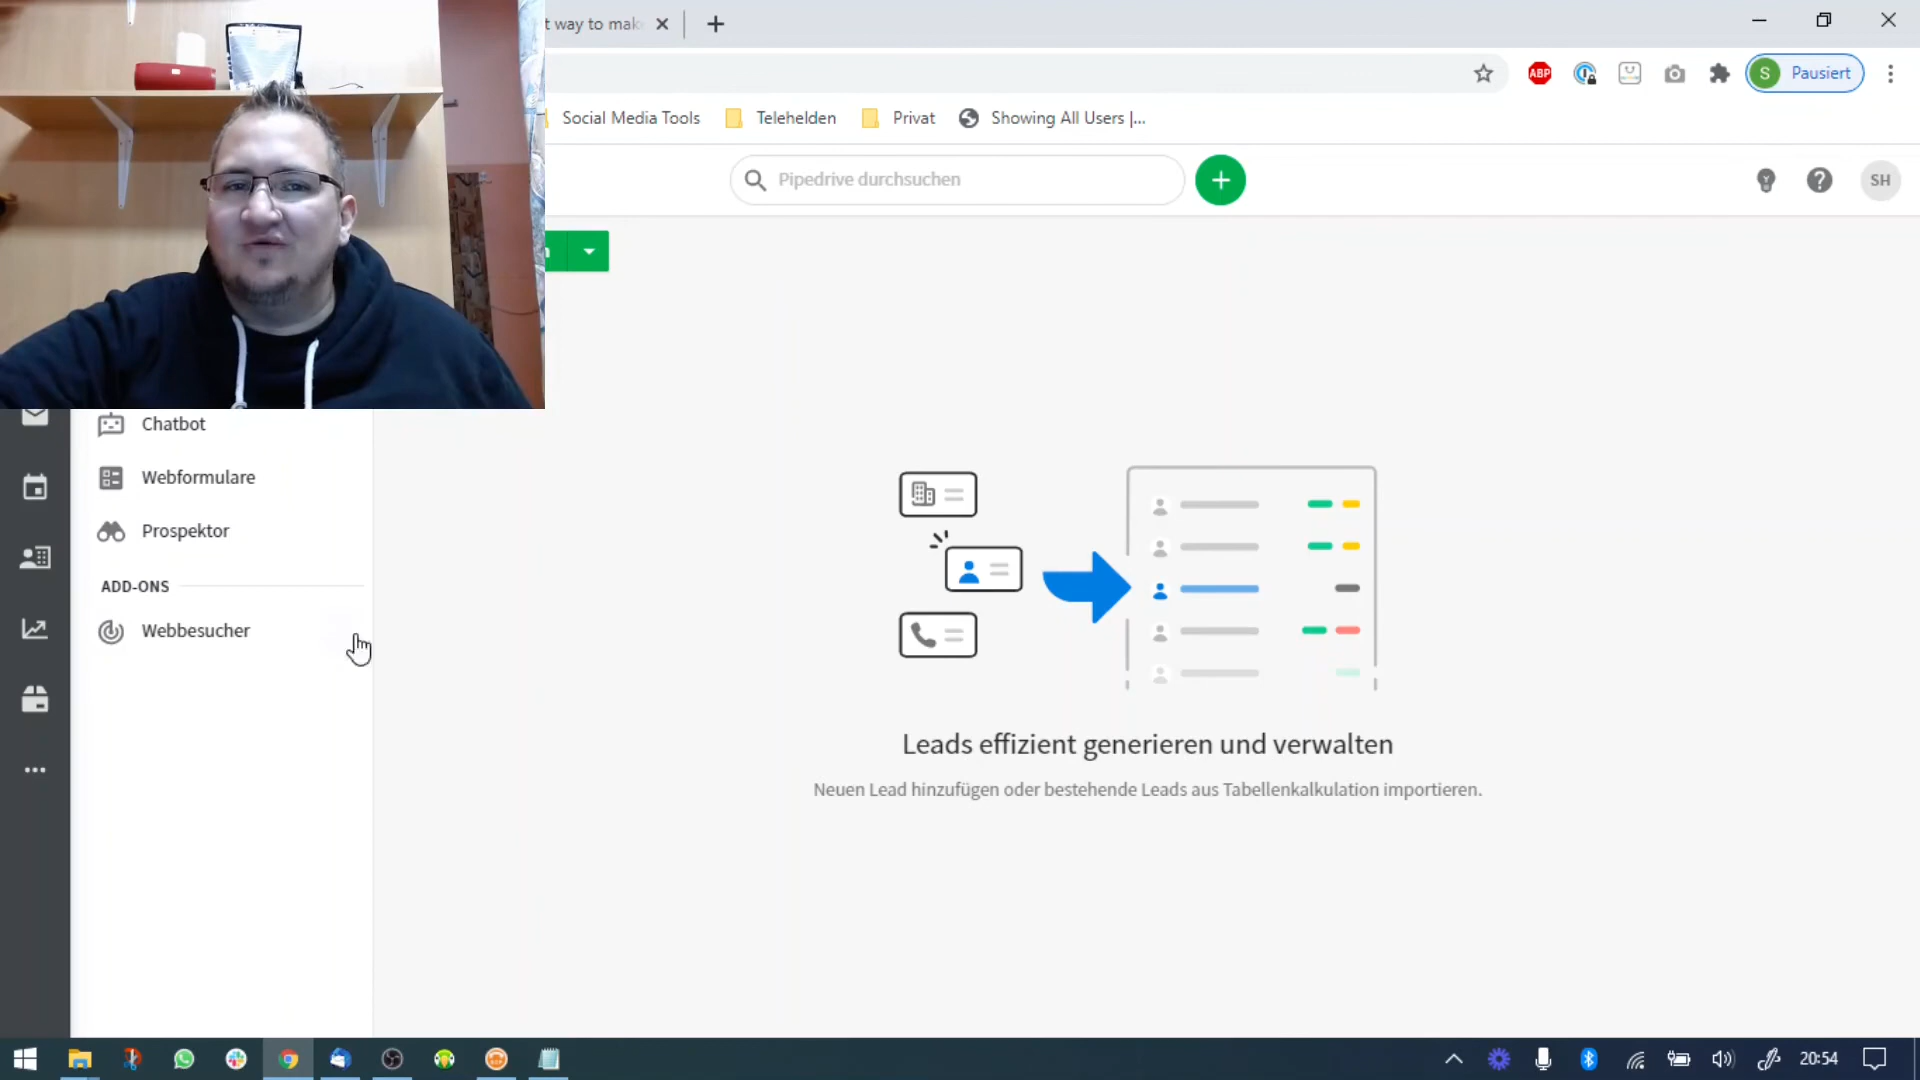 t way to mak
Pausiert
S
ABP
Social Media Tools
Telehelden
Privat
Showing All Users |...
Pipedrive durchsuchen
SH
Chatbot
Webformulare
Prospektor
ADD-ONS
Webbesucher
Leads effizient generieren und verwalten
Neuen Lead hinzufügen oder bestehende Leads aus Tabellenkalkulation importieren.
20:54